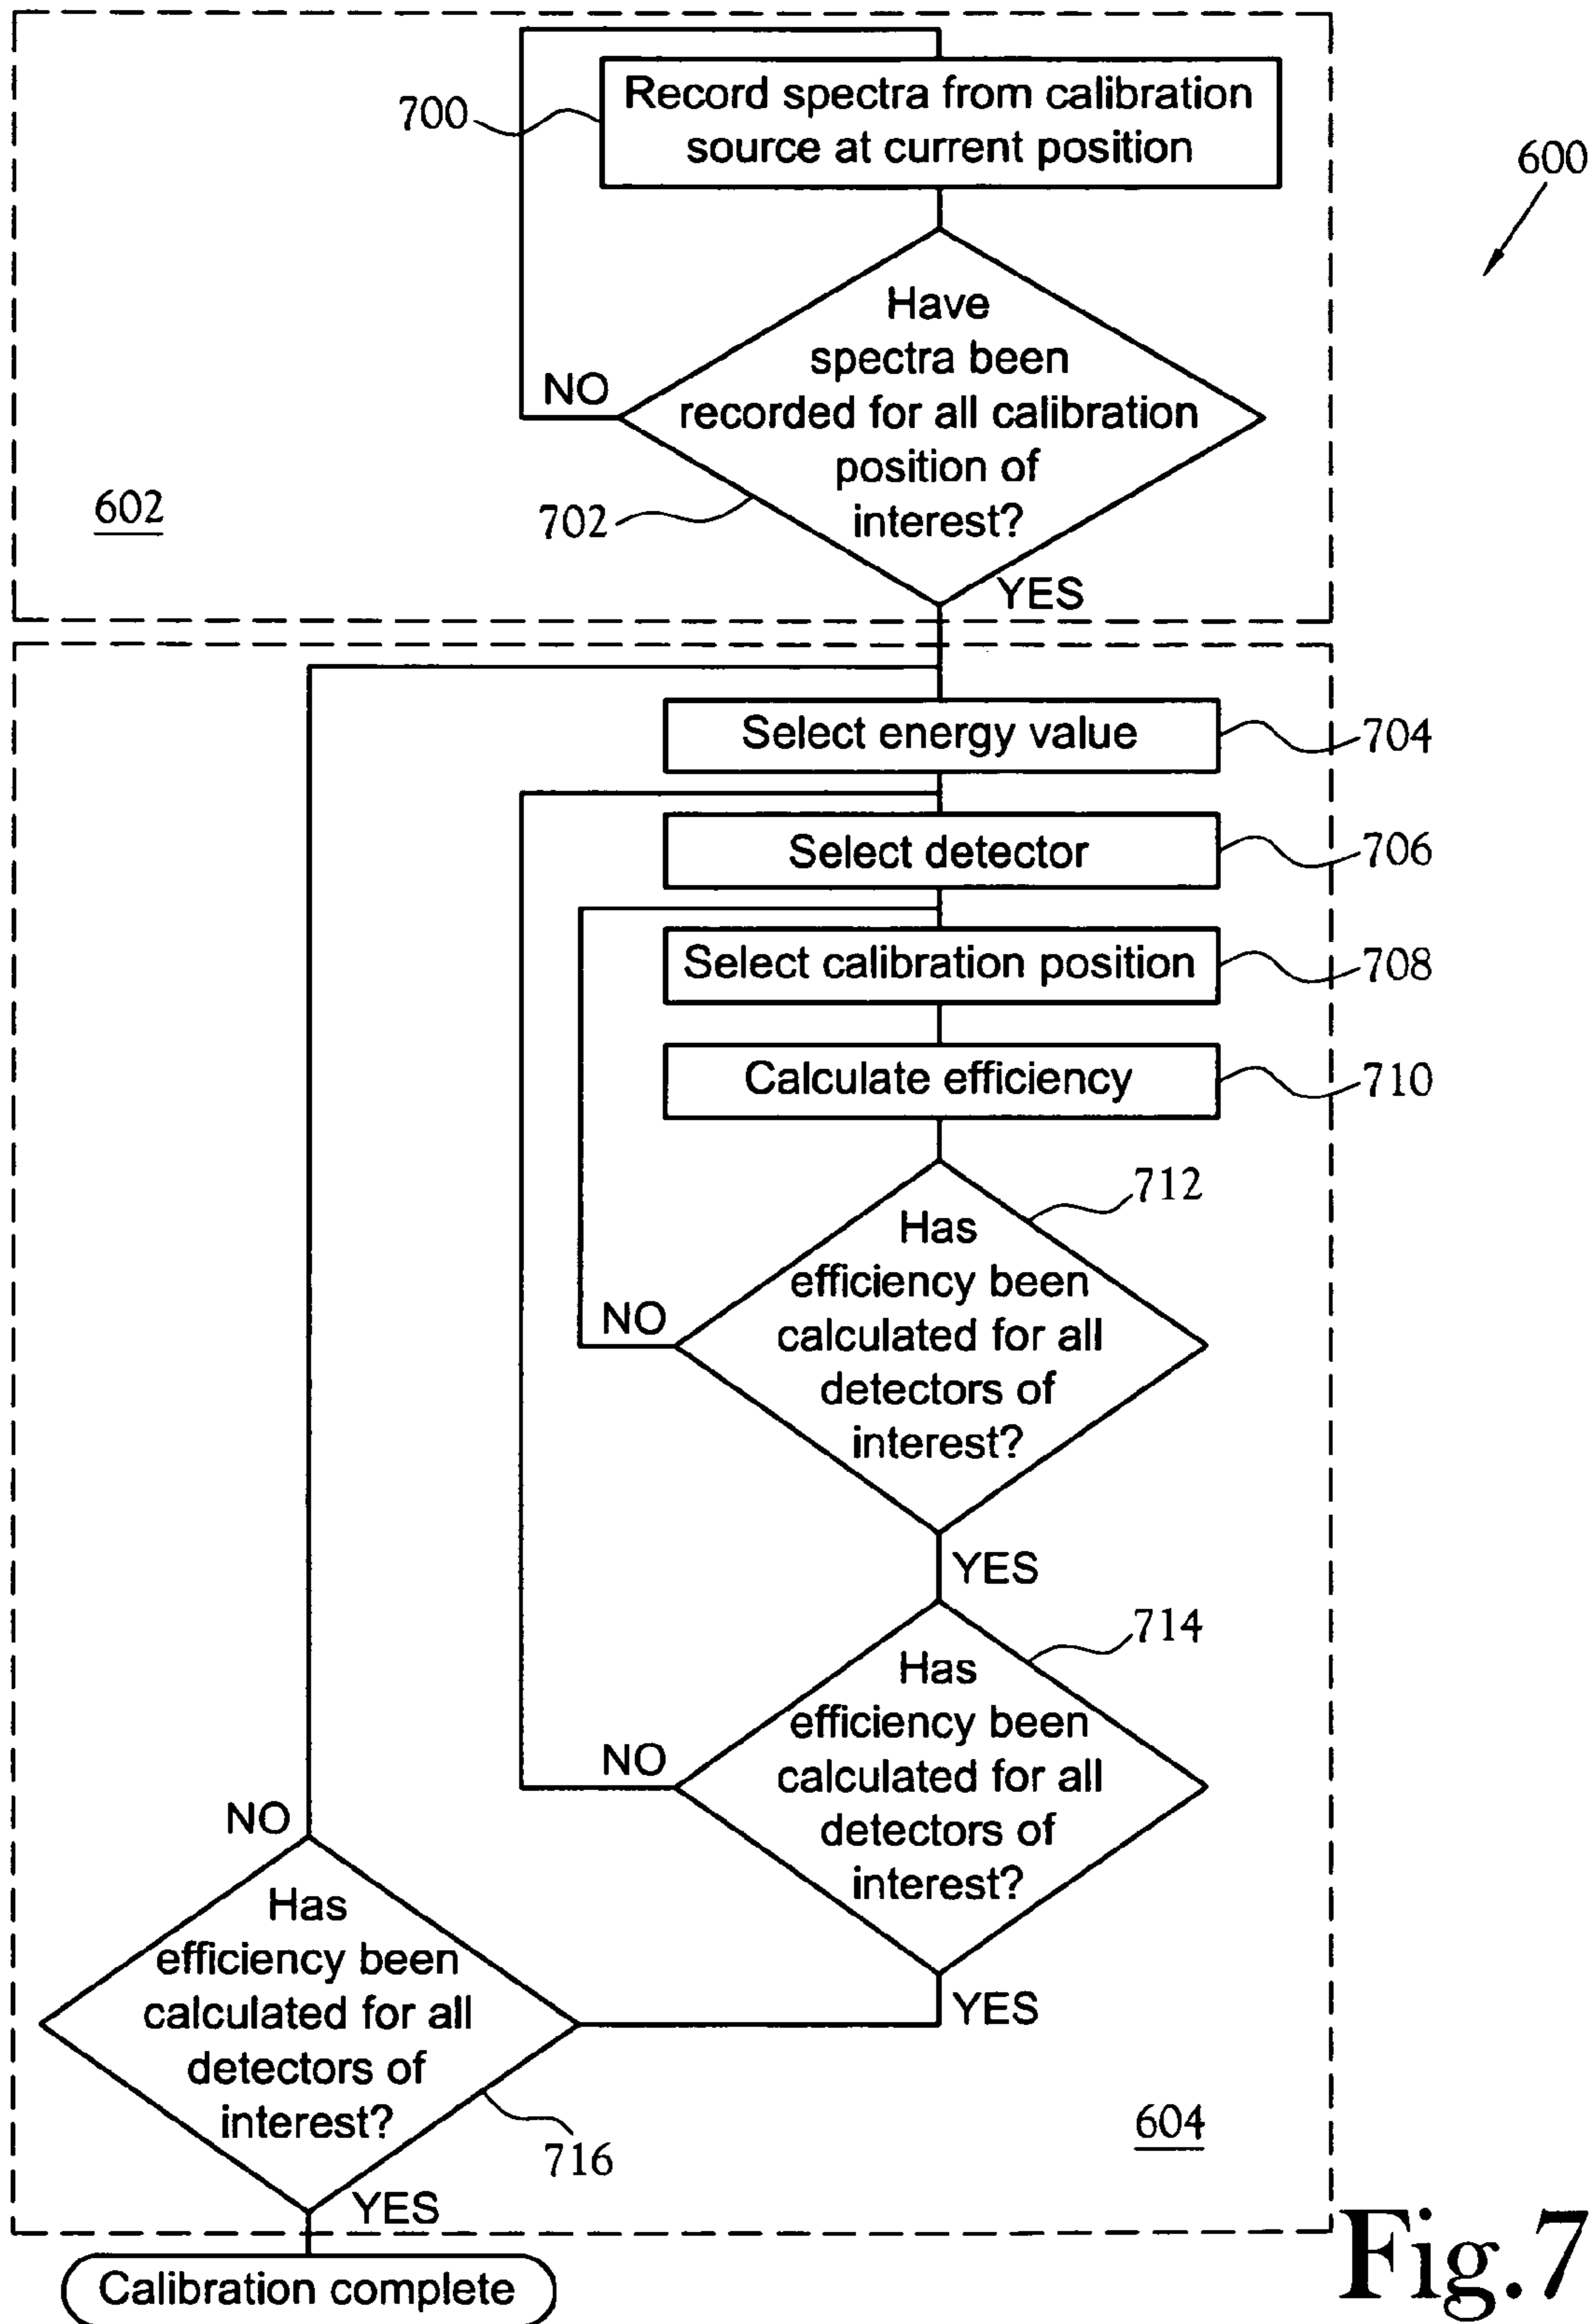 Record spectra from calibration
source at current position
700
600
Have
spectra been
recorded for all calibration
position of
interest?
NO
702
602
YES
Select energy value
704
Select detector
706
Select calibration position
708
Calculate efficiency
710
712
Has
efficiency been
calculated for all
detectors of
interest?
NO
YES
714
Has
efficiency been
calculated for all
detectors of
interest?
NO
YES
NO
Has
efficiency been
calculated for all
detectors of
interest?
716
604
YES
Calibration complete
Fig.7